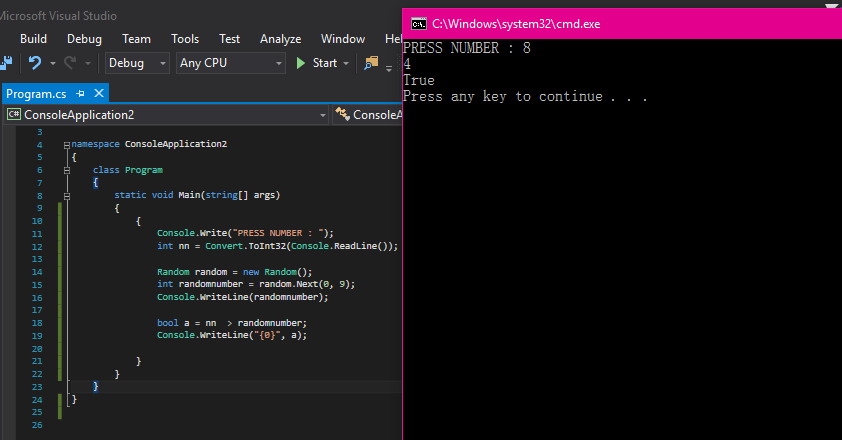 Microsoft Visual Studio
Build Debug Team Tools Test Analyze Window Hel
Debug Any CPU Start
Program.cs
C# ConsoleApplication2 ConsoleA
3
4 namespace ConsoleApplication2
5 {
6 class Program
7 {
8 static void Main(string[] args)
9 {
10 {
11 Console.Write("PRESS NUMBER : ");
12 int nn = Convert.ToInt32(Console.ReadLine());
13
14 Random random = new Random();
15 int randomnumber = random.Next(0, 9);
16 Console.WriteLine(randomnumber);
17
18 bool a = nn  > randomnumber;
19 Console.WriteLine("{0}", a);
20
21 }
22 }
23 }
24 }
25
26
C:\Windows\system32\cmd.exe
PRESS NUMBER : 8
4
True
Press any key to continue . . .